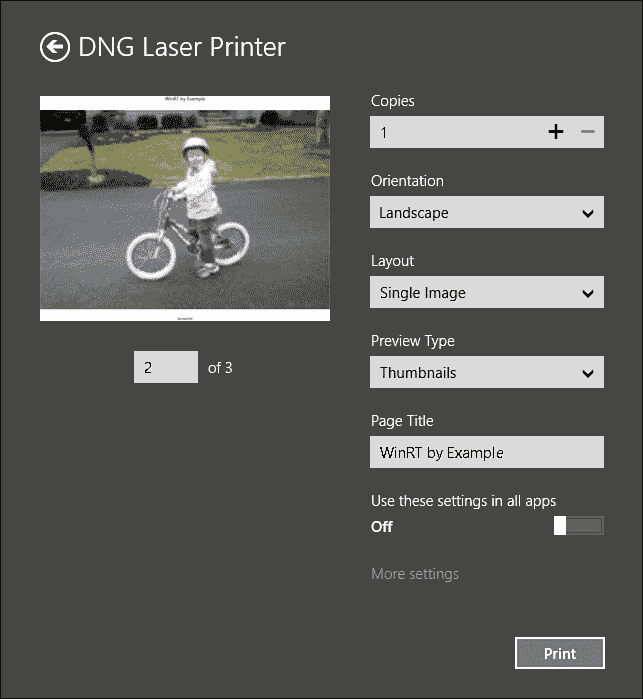 DNG Laser Printer
WinRT by Example
2 of 3
Copies
1
Orientation
Landscape
Layout
Single Image
Preview Type
Thumbnails
Page Title
WinRT by Example
Use these settings in all apps
Off
More settings
Print